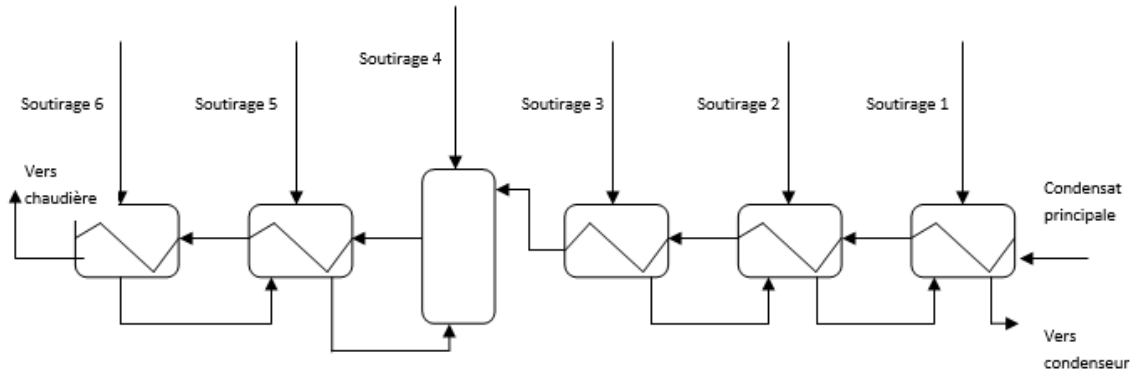 Soutirage 4
Soutirage 6
Soutirage 5
Soutirage 3
Soutirage 2
Soutirage 1
Vers
chaudière
Condensat
principale
Vers
condenseur